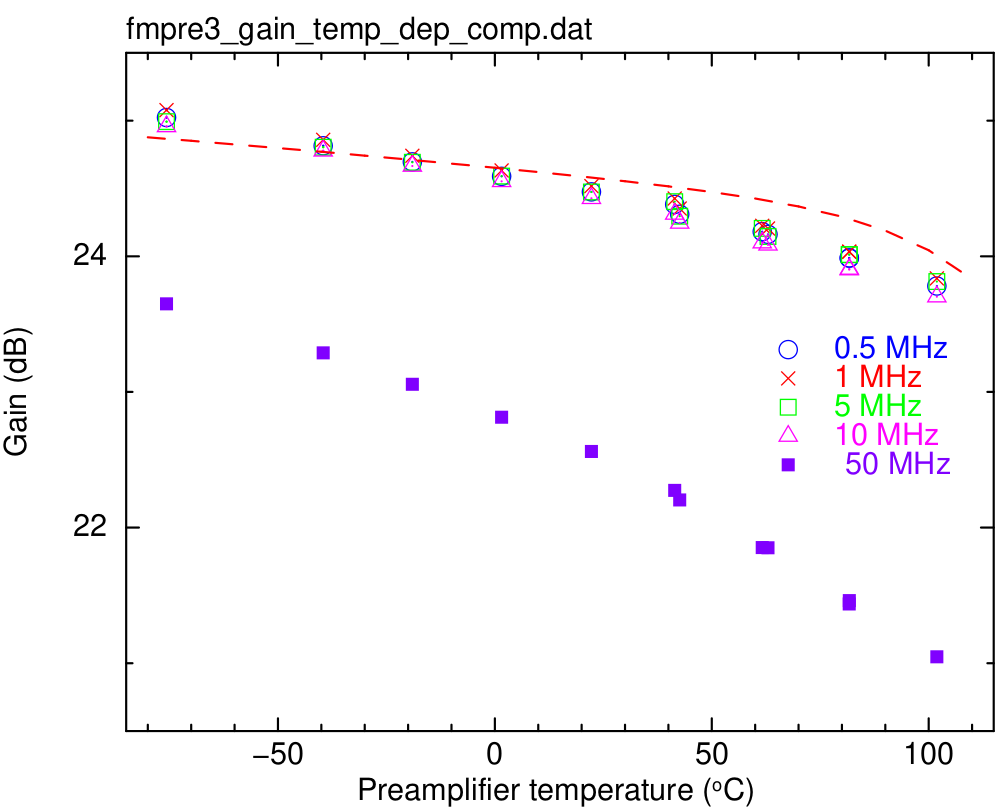 fmpre3_gain_temp_dep_comp.dat
Gain (dB)
24
22
0.5 MHz
1 MHz
5 MHz
10 MHz
50 MHz
−50 0 50 100
Preamplifier temperature (°C)